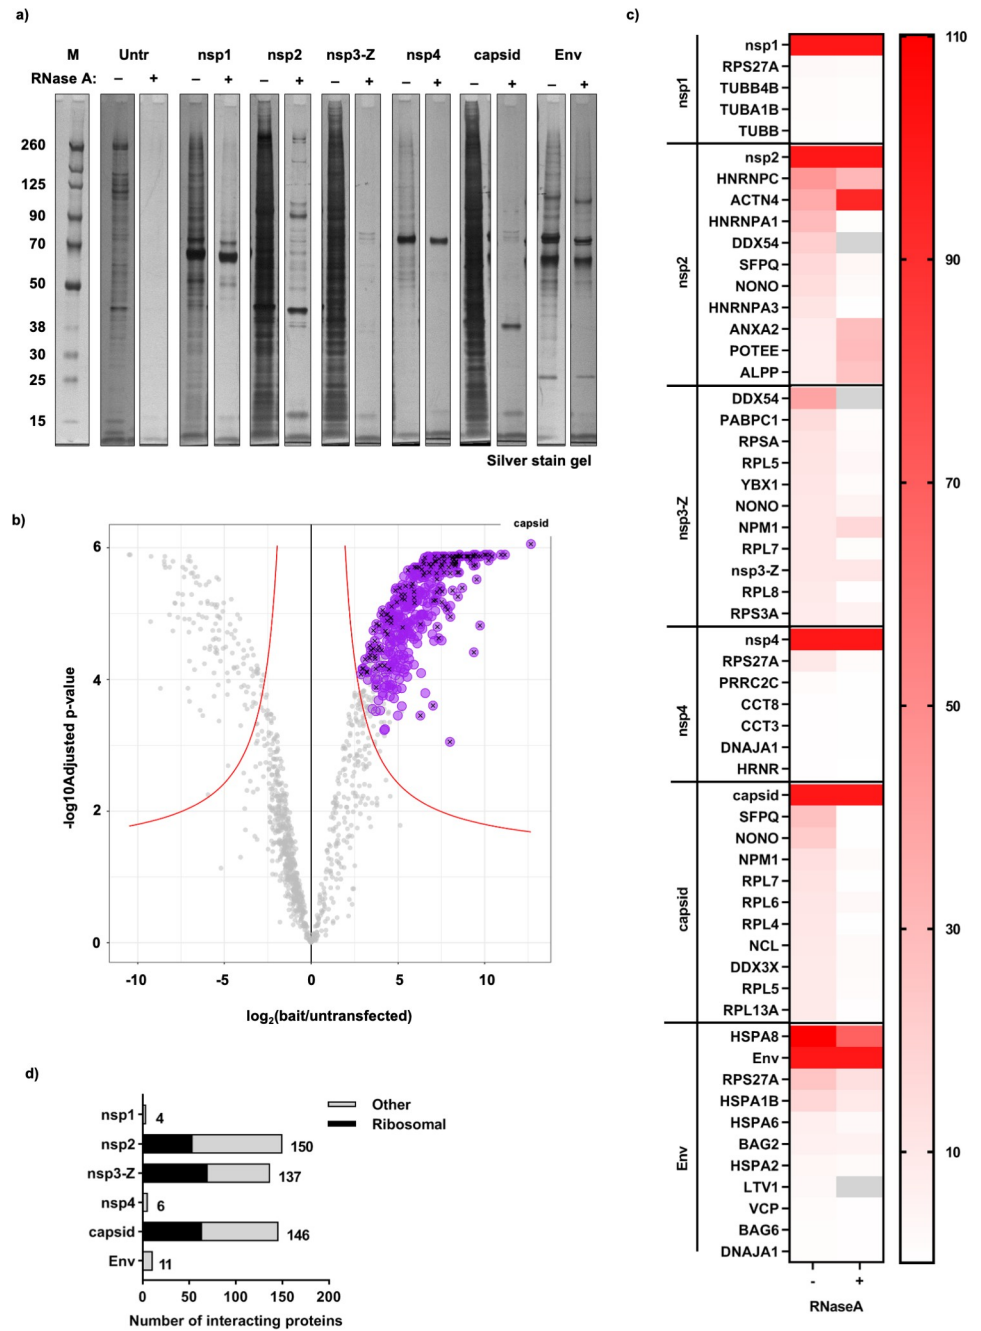 a)
M Untr nsp1 nsp2 nsp3-Z nsp4 capsid Env
RNase A: – + – + – + – + – + – + – +
260
125
90
70
50
38
30
25
15
Silver stain gel
b)
capsid
6
4
2
0
-log10Adjusted p-value
-10 -5 0 5 10
log2(bait/untransfected)
c)
nsp1
nsp1
RPS27A
TUBB4B
TUBA1B
TUBB
nsp2
nsp2
HNRNPC
ACTN4
HNRNPA1
DDX54
SFPQ
NONO
HNRNPA3
ANXA2
POTEE
ALPP
nsp3-Z
DDX54
PABPC1
RPSA
RPL5
YBX1
NONO
NPM1
RPL7
nsp3-Z
RPL8
RPS3A
nsp4
nsp4
RPS27A
PRRC2C
CCT8
CCT3
DNAJA1
HRNR
capsid
capsid
SFPQ
NONO
NPM1
RPL7
RPL6
RPL4
NCL
DDX3X
RPL5
RPL13A
Env
HSPA8
Env
RPS27A
HSPA1B
HSPA6
BAG2
HSPA2
LTV1
VCP
BAG6
DNAJA1
- +
RNaseA
110
90
70
50
30
10
d)
Other
Ribosomal
nsp1 4
nsp2 150
nsp3-Z 137
nsp4 6
capsid 146
Env 11
0 50 100 150 200
Number of interacting proteins